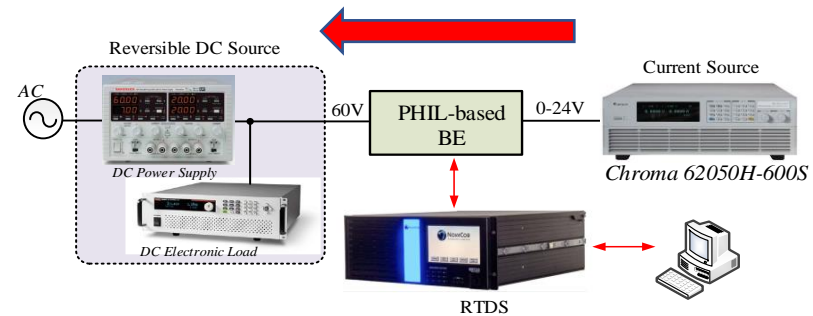 Reversible DC Source
Current Source
AC
60V
PHIL-based
BE
0-24V
DC Power Supply
Chroma 62050H-600S
NovaCor
DC Electronic Load
RTDS